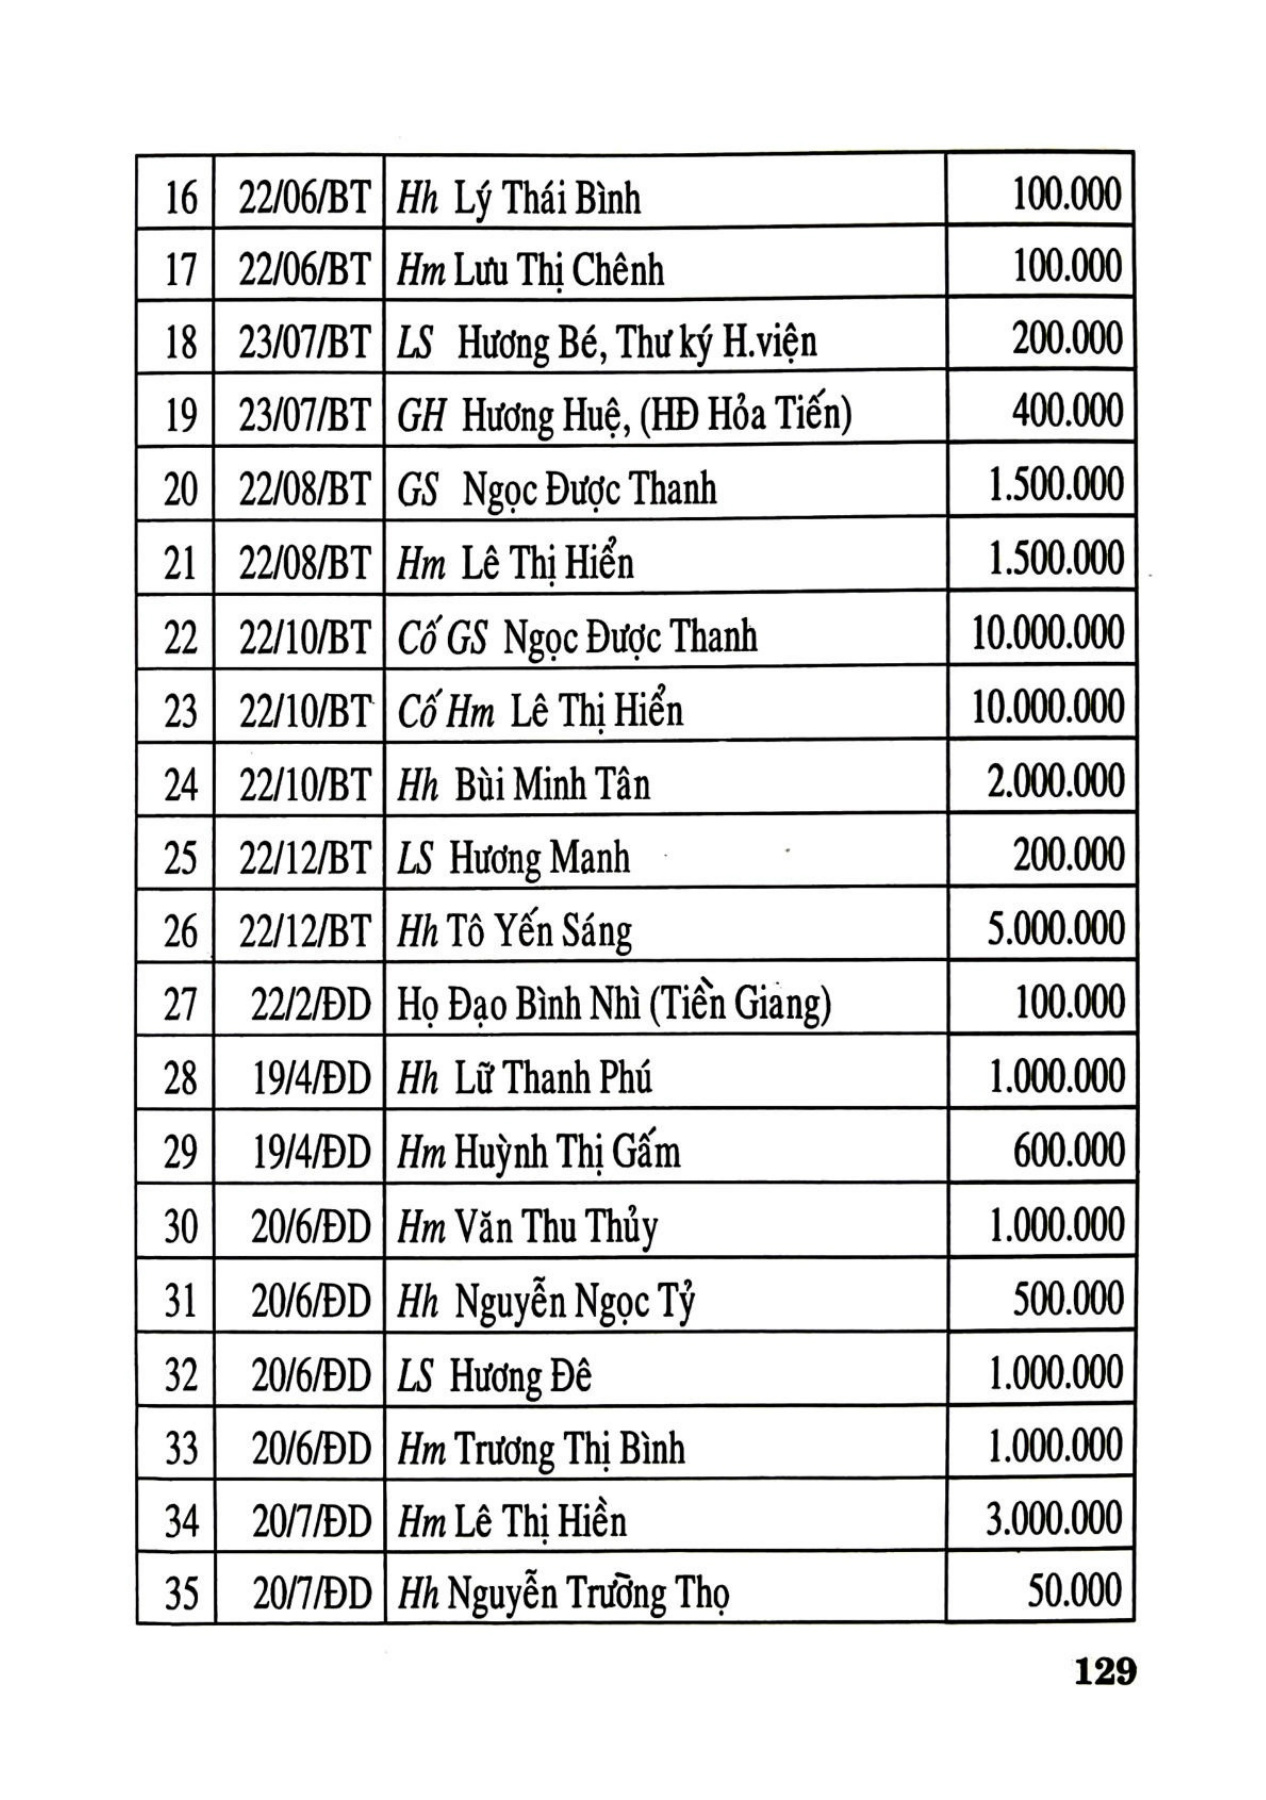 16 22/06/BT Hh Lý Thái Bình 100.000
17 22/06/BT Hm Lưu Thị Chênh 100.000
18 23/07/BT LS Hương Bé, Thư ký H.viện 200.000
19 23/07/BT GH Hương Huệ, (HĐ Hỏa Tiến) 400.000
20 22/08/BT GS Ngọc Được Thanh 1.500.000
21 22/08/BT Hm Lê Thị Hiển 1.500.000
22 22/10/BT Cố GS Ngọc Được Thanh 10.000.000
23 22/10/BT Cố Hm Lê Thị Hiển 10.000.000
24 22/10/BT Hh Bùi Minh Tân 2.000.000
25 22/12/BT LS Hương Manh 200.000
26 22/12/BT Hh Tô Yến Sáng 5.000.000
27 22/2/ĐD Họ Đạo Bình Nhì (Tiền Giang) 100.000
28 19/4/ĐD Hh Lữ Thanh Phú 1.000.000
29 19/4/ĐD Hm Huỳnh Thị Gấm 600.000
30 20/6/ĐD Hm Văn Thu Thủy 1.000.000
31 20/6/ĐD Hh Nguyễn Ngọc Tỷ 500.000
32 20/6/ĐD LS Hương Đê 1.000.000
33 20/6/ĐD Hm Trương Thị Bình 1.000.000
34 20/7/ĐD Hm Lê Thị Hiền 3.000.000
35 20/7/ĐD Hh Nguyễn Trường Thọ 50.000
129